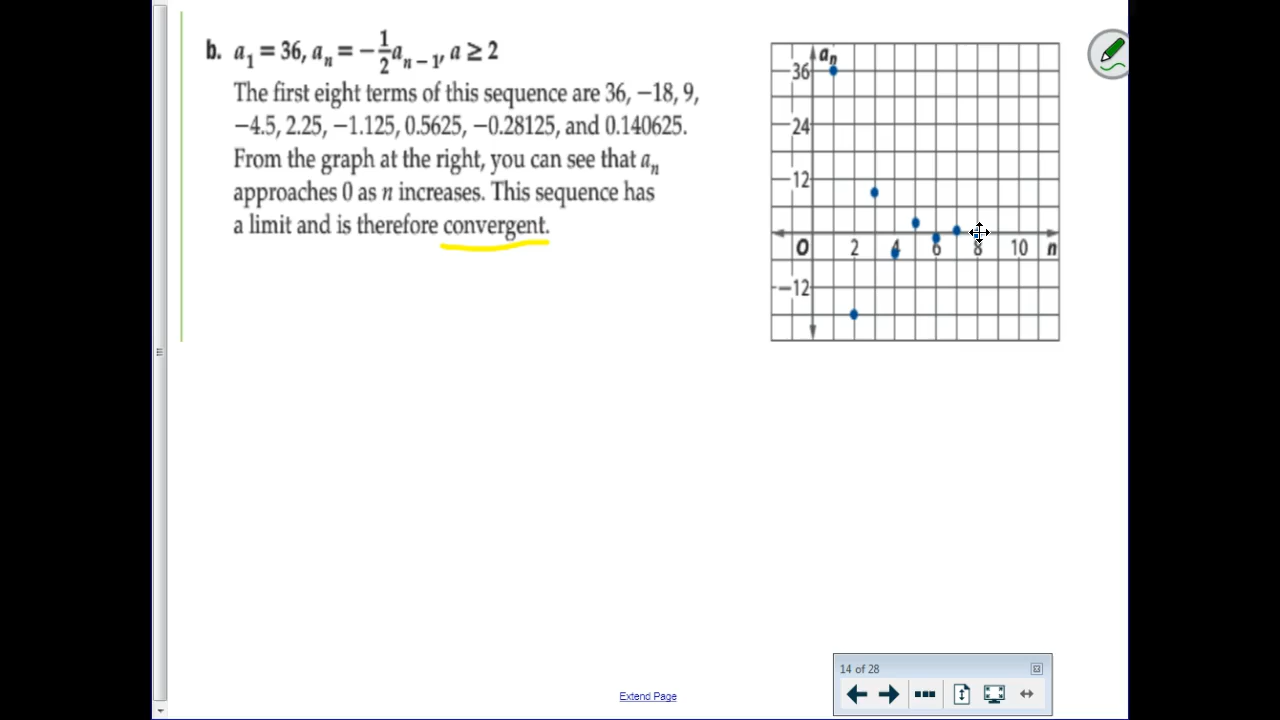 b. a₁ = 36, aₙ = −1/2 aₙ₋₁, a ≥ 2
The first eight terms of this sequence are 36, −18, 9,
−4.5, 2.25, −1.125, 0.5625, −0.28125, and 0.140625.
From the graph at the right, you can see that aₙ
approaches 0 as n increases. This sequence has
a limit and is therefore convergent.
aₙ
36
24
12
O 2 4 6 8 10 n
−12
14 of 28
Extend Page